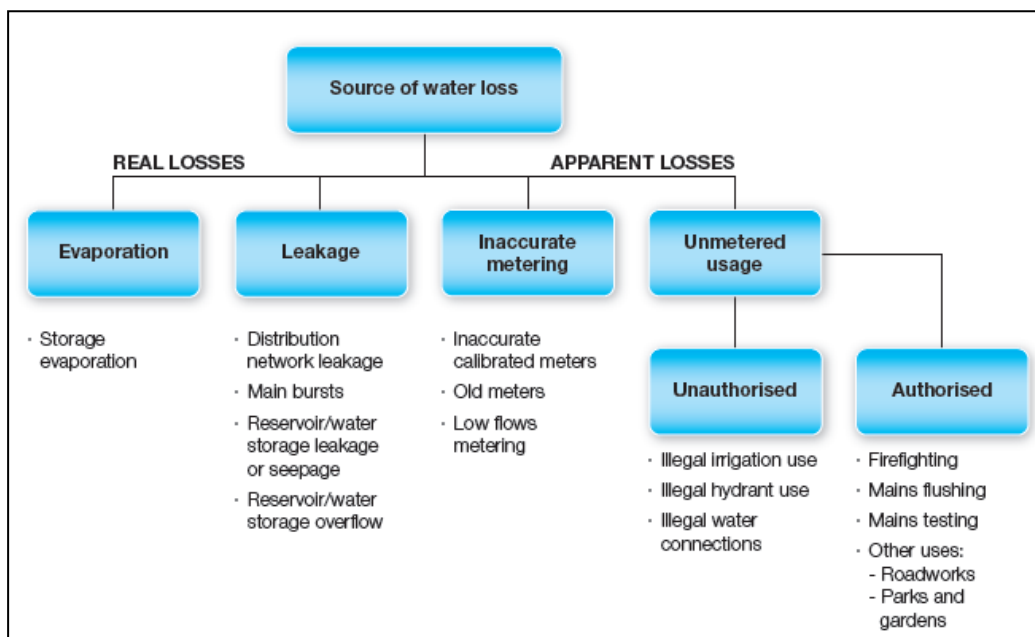 Source of water loss
REAL LOSSES
APPARENT LOSSES
Evaporation
· Storage
evaporation
Leakage
· Distribution
network leakage
· Main bursts
· Reservoir/water
storage leakage
or seepage
· Reservoir/water
storage overflow
Inaccurate
metering
· Inaccurate
calibrated meters
· Old meters
· Low flows
metering
Unmetered
usage
Unauthorised
· Illegal irrigation use
· Illegal hydrant use
· Illegal water
connections
Authorised
· Firefighting
· Mains flushing
· Mains testing
· Other uses:
- Roadworks
- Parks and
gardens